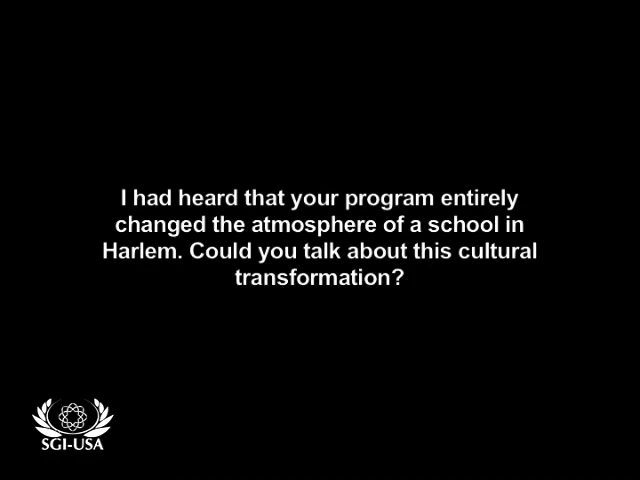 I had heard that your program entirely
changed the atmosphere of a school in
Harlem. Could you talk about this cultural
transformation?
SGI-USA